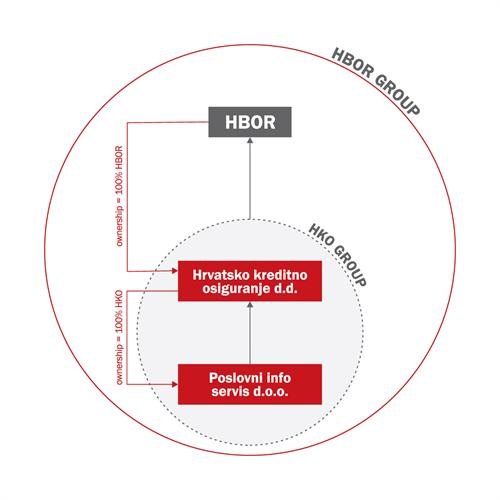 HBOR GROUP
HBOR
ownership = 100% HBOR
HKO GROUP
Hrvatsko kreditno
osiguranje d.d.
ownership = 100% HKO
Poslovni info
servis d.o.o.